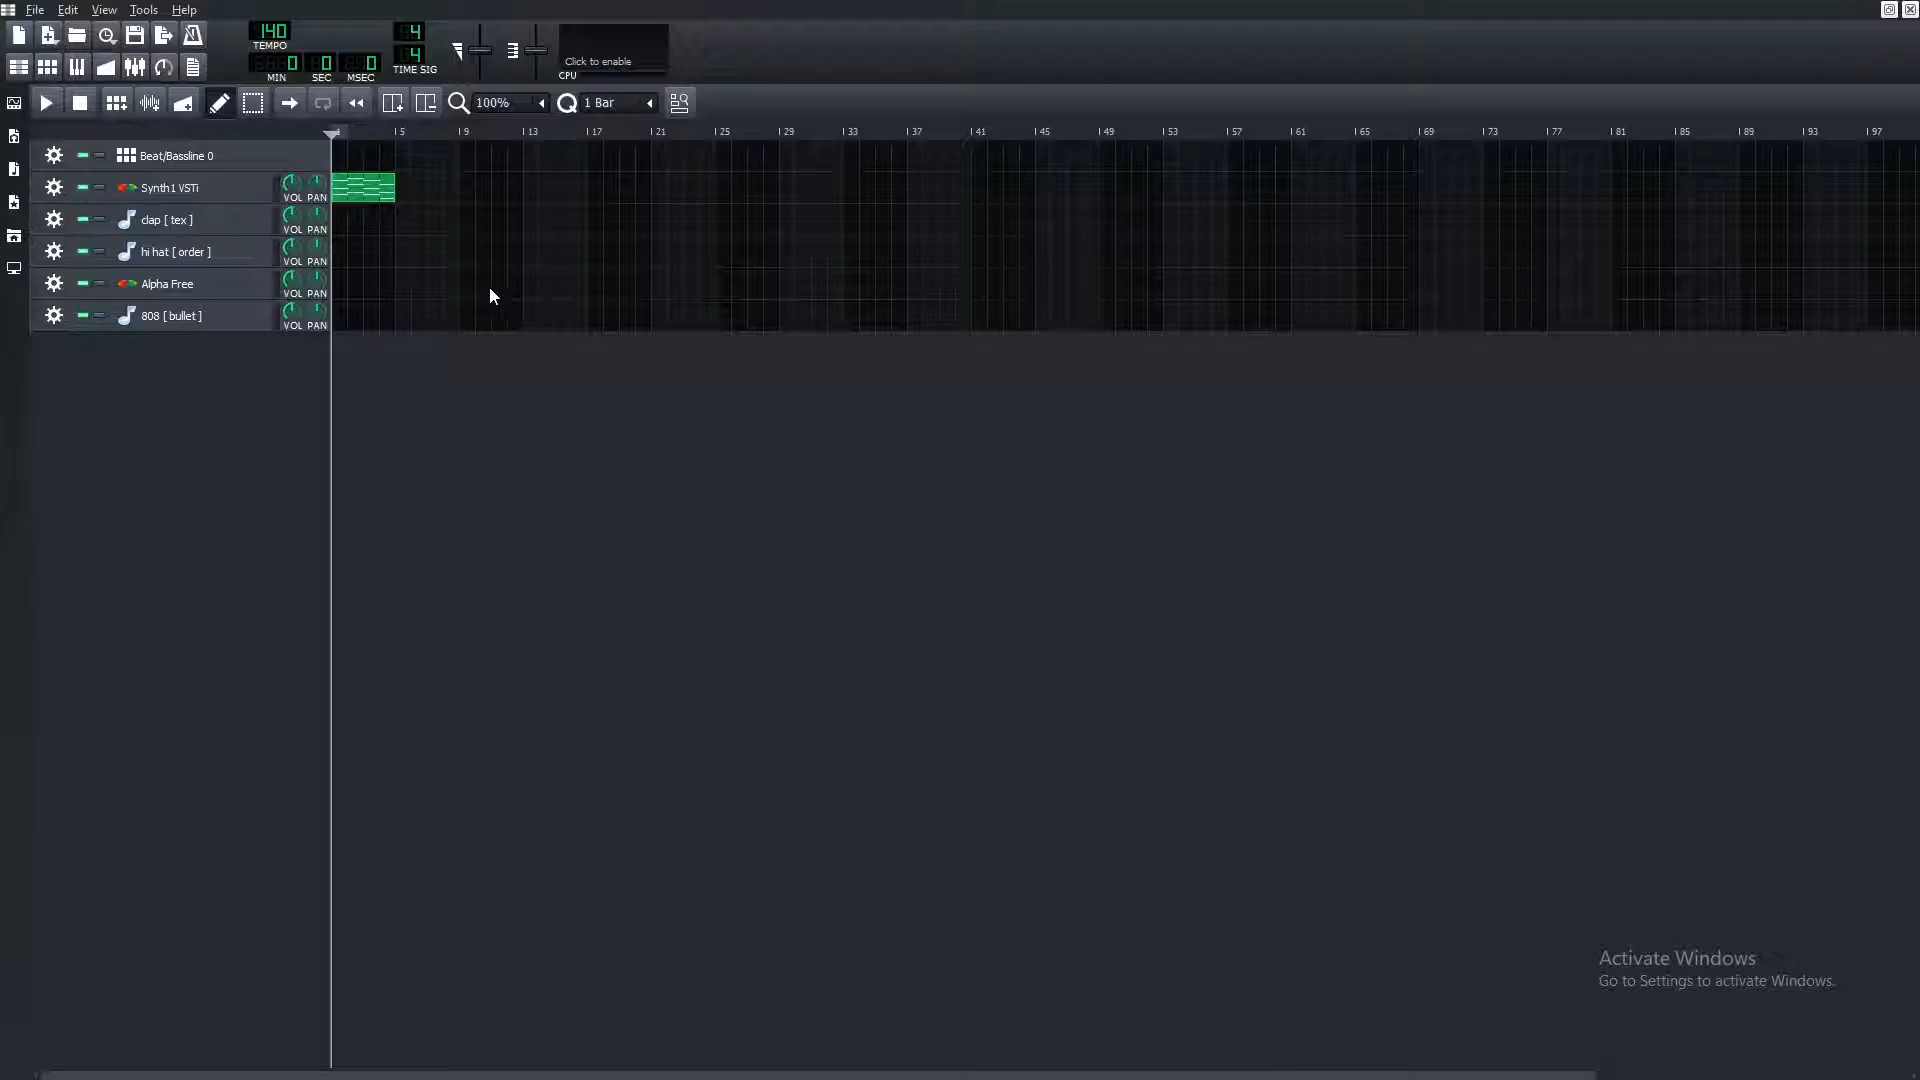 File Edit View Tools Help
140
TEMPO
0 0 0
MIN SEC MSEC
4
4
TIME SIG
Click to enable
CPU
100%
1 Bar
5 9 13 17 21 25 29 33 37 41 45 49 53 57 61 65 69 73 77 81 85 89 93 97
Beat/Bassline 0
Synth1 VSTi
VOL PAN
clap [ tex ]
VOL PAN
hi hat [ order ]
VOL PAN
Alpha Free
VOL PAN
808 [ bullet ]
VOL PAN
Activate Windows
Go to Settings to activate Windows.